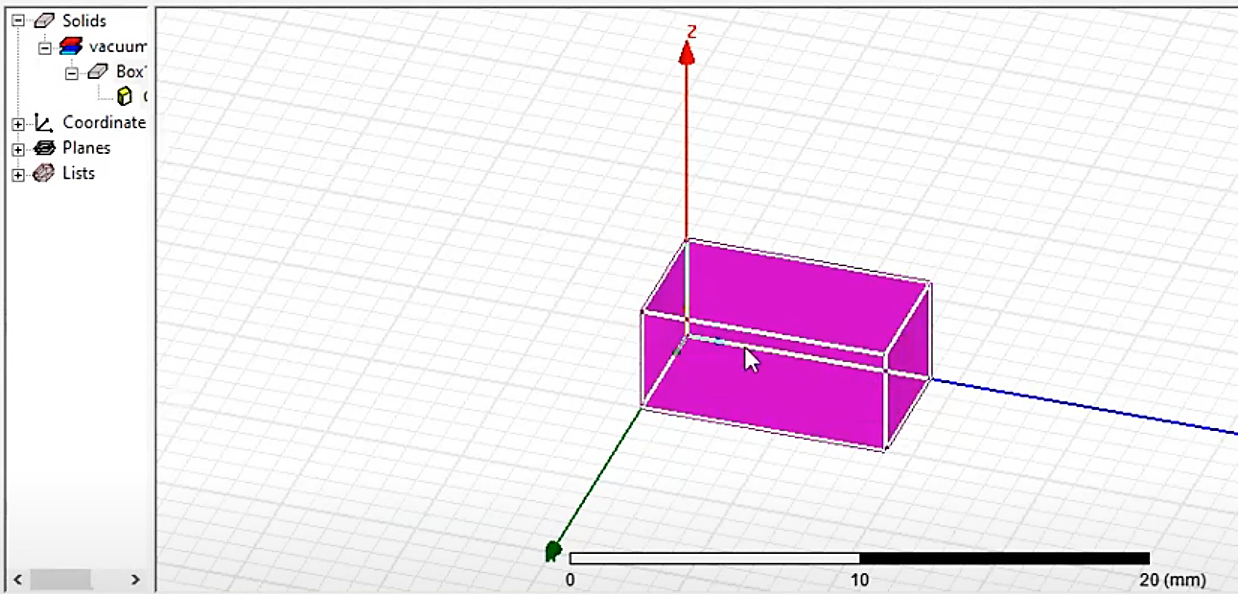 Solids
vacuum
Box
Coordinate
Planes
Lists
Z
0 10 20 (mm)